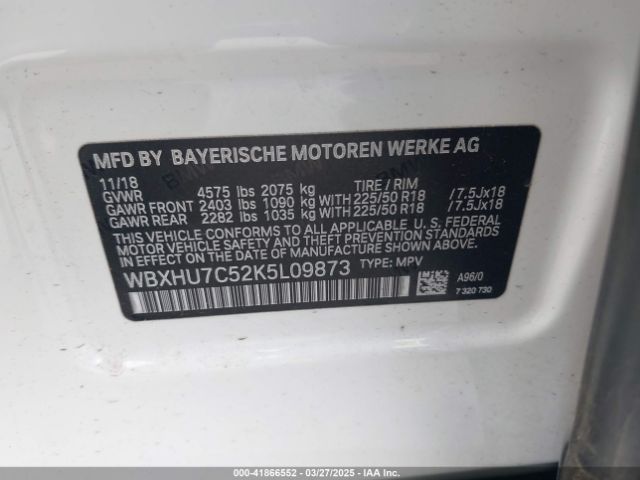 MFD BY BAYERISCHE MOTOREN WERKE AG
11/18
GVWR 4575 lbs 2075 kg TIRE / RIM
GAWR FRONT 2403 lbs 1090 kg WITH 225/50 R18 /7.5Jx18
GAWR REAR 2282 lbs 1035 kg WITH 225/50 R18 /7.5Jx18
THIS VEHICLE CONFORMS TO ALL APPLICABLE U.S. FEDERAL
MOTOR VEHICLE SAFETY, BUMPER, AND THEFT PREVENTION
STANDARDS IN EFFECT ON THE DATE OF MANUFACTURE SHOWN ABOVE.
WBXHU7C52K5L09873 TYPE: MPV
A96/0
7 320 730
000-41866552 | 03/27/2025 | IAA Inc.